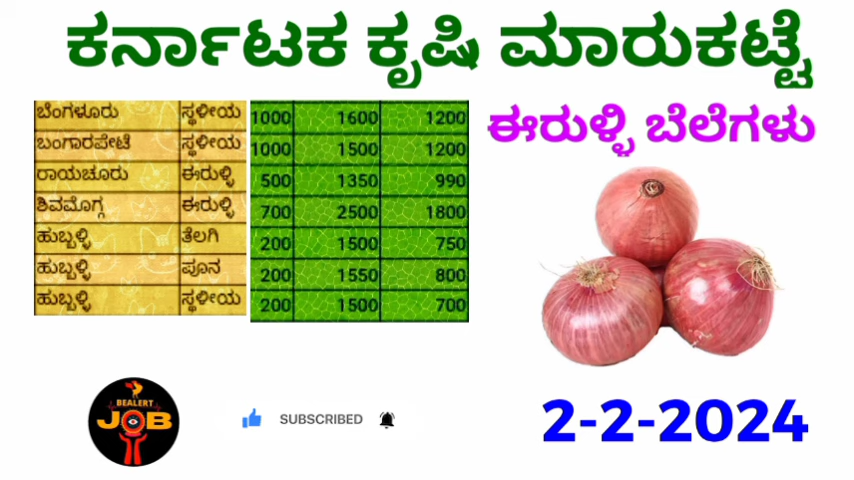 ಕರ್ನಾಟಕ ಕೃಷಿ ಮಾರುಕಟ್ಟೆ
ಬೆಂಗಳೂರು ಸ್ಥಳೀಯ 1000 1600 1200
ಬಂಗಾರಪೇಟೆ ಸ್ಥಳೀಯ 1000 1500 1200
ರಾಯಚೂರು ಈರುಳ್ಳಿ 500 1350 990
ಶಿವಮೊಗ್ಗ ಈರುಳ್ಳಿ 700 2500 1800
ಹುಬ್ಬಳ್ಳಿ ತೆಲಗಿ 200 1500 750
ಹುಬ್ಬಳ್ಳಿ ಪೂನ 200 1550 800
ಹುಬ್ಬಳ್ಳಿ ಸ್ಥಳೀಯ 200 1500 700
ಈರುಳ್ಳಿ ಬೆಲೆಗಳು
BEALERT
JOB
SUBSCRIBED
2-2-2024